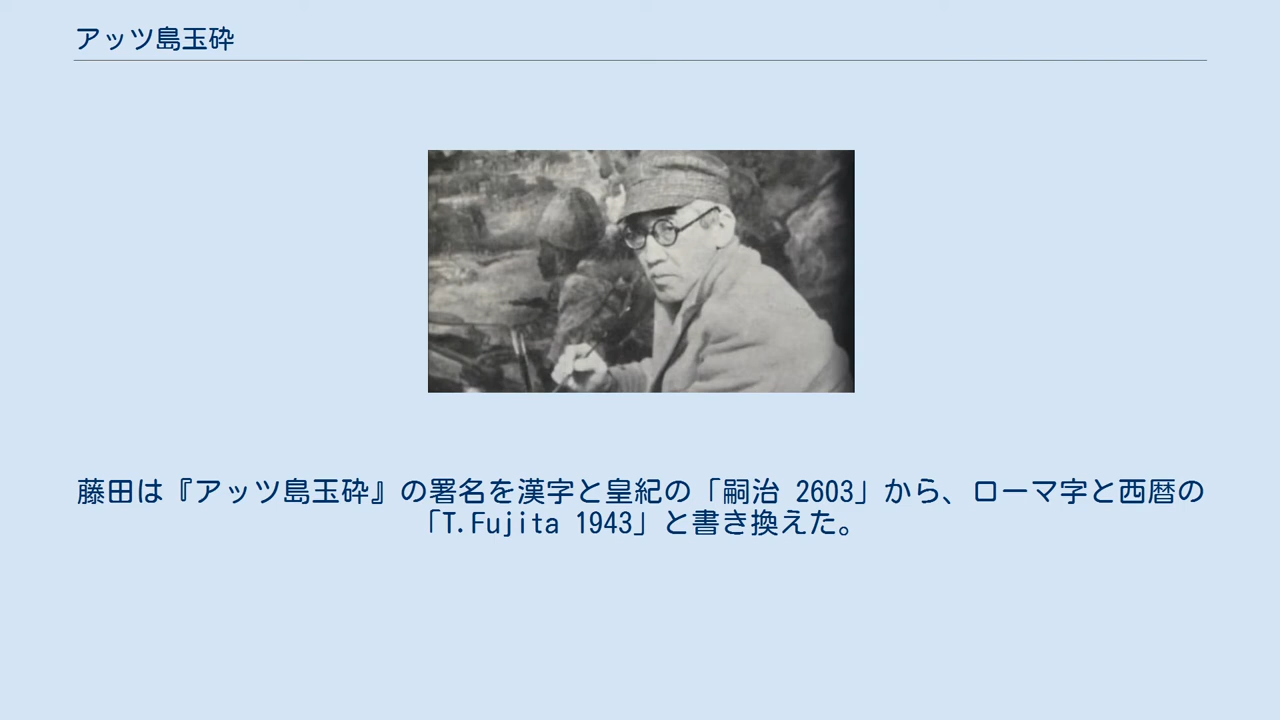 アッツ島玉砕
藤田は『アッツ島玉砕』の署名を漢字と皇紀の「嗣治 2603」から、ローマ字と西暦の
「T.Fujita 1943」と書き換えた。